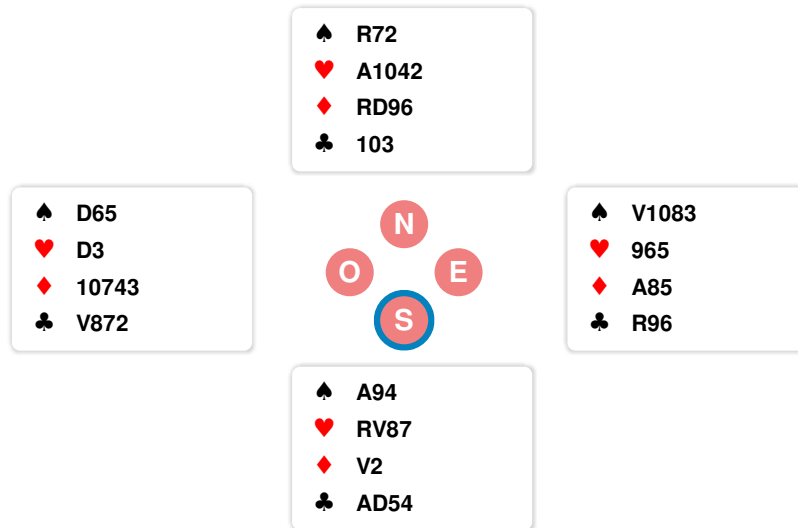 ♠ R72
♥ A1042
♦ RD96
♣ 103
♠ D65
♥ D3
♦ 10743
♣ V872
N
O E
S
♠ V1083
♥ 965
♦ A85
♣ R96
♠ A94
♥ RV87
♦ V2
♣ AD54